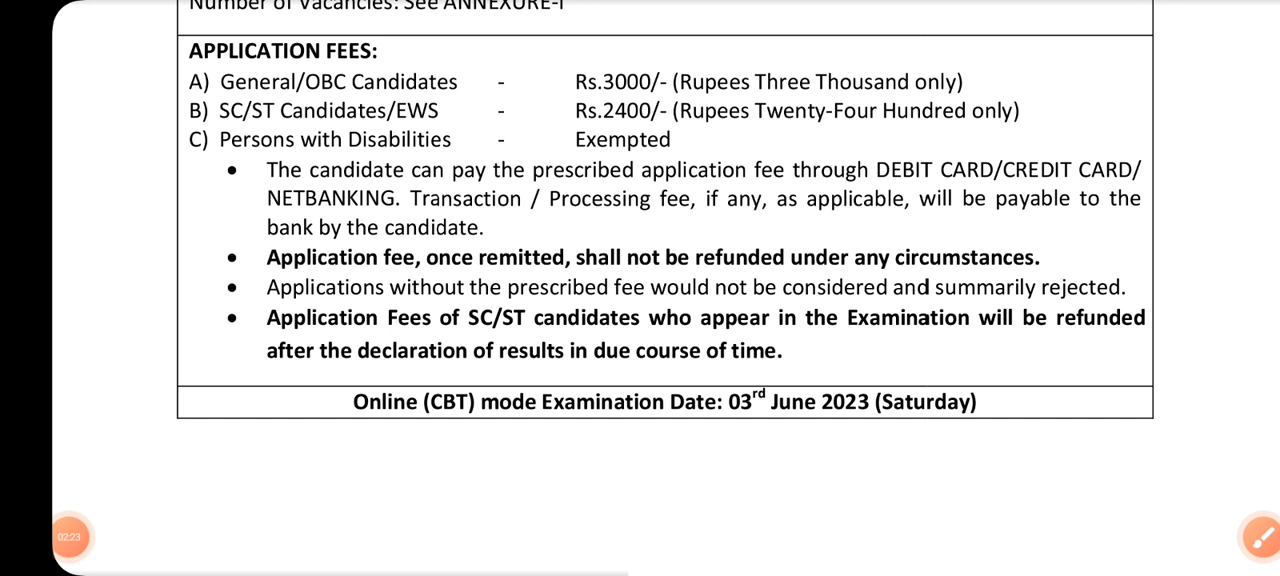 Number of Vacancies: See ANNEXURE-I
APPLICATION FEES:
A) General/OBC Candidates - Rs.3000/- (Rupees Three Thousand only)
B) SC/ST Candidates/EWS - Rs.2400/- (Rupees Twenty-Four Hundred only)
C) Persons with Disabilities - Exempted
• The candidate can pay the prescribed application fee through DEBIT CARD/CREDIT CARD/
NETBANKING. Transaction / Processing fee, if any, as applicable, will be payable to the
bank by the candidate.
• Application fee, once remitted, shall not be refunded under any circumstances.
• Applications without the prescribed fee would not be considered and summarily rejected.
• Application Fees of SC/ST candidates who appear in the Examination will be refunded
after the declaration of results in due course of time.
Online (CBT) mode Examination Date: 03rd June 2023 (Saturday)
02:23